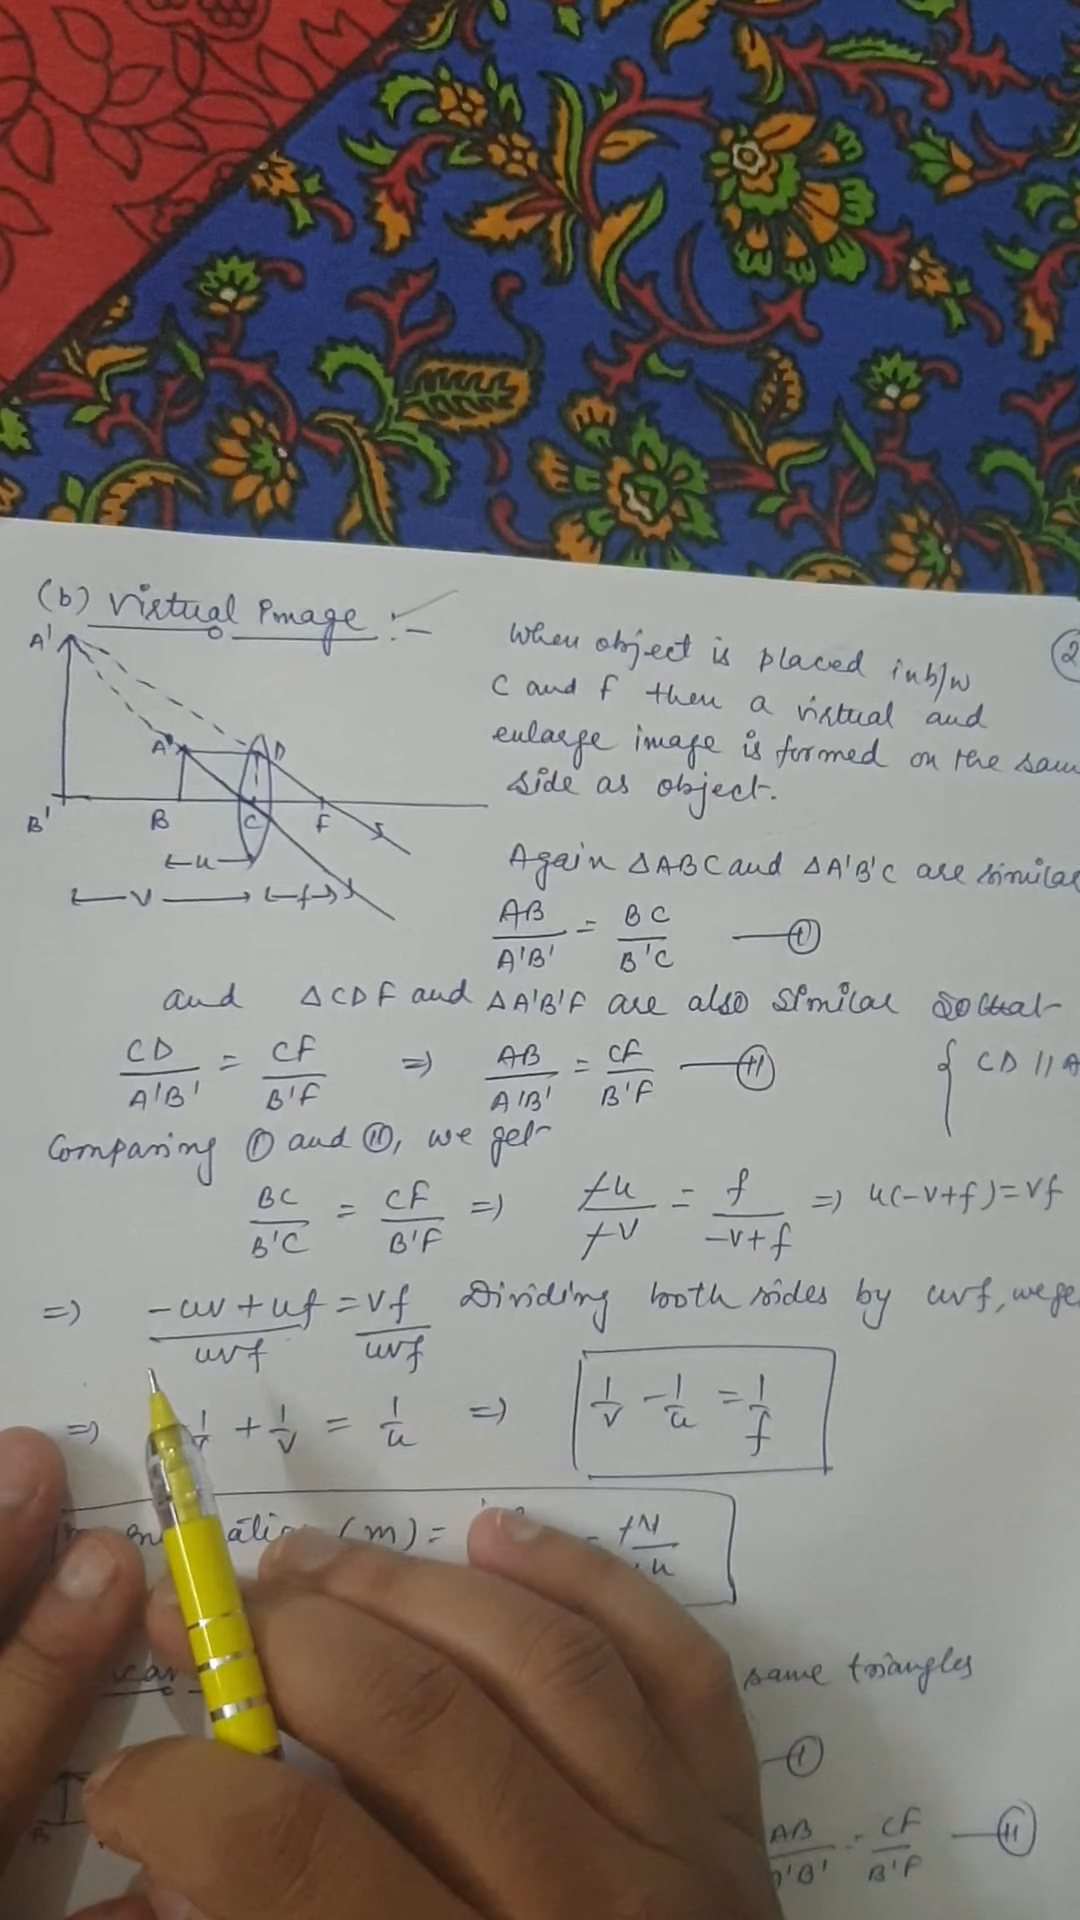 (b) Virtual Image :-
When object is placed in b/w
C and f then a virtual and
enlarge image is formed on the sam
side as object.
A'
A D
B' B C F
u
v f
Again ΔABC and ΔA'B'C are similar
AB/A'B' = BC/B'C — (I)
and ΔCDF and ΔA'B'F are also similar so that
CD/A'B' = CF/B'F ⇒ AB/A'B' = CF/B'F — (II) { CD // A
Comparing (I) and (II), we get
BC/B'C = CF/B'F ⇒ -u/-v = f/-v+f ⇒ u(-v+f) = vf
⇒ -uv+uf/uvf = vf/uvf Dividing both sides by uvf, we ge
⇒ + 1/v = 1/u ⇒ 1/v - 1/u = 1/f
(m) =
same triangles
— (I)
AB/A'B' = CF/B'F — (II)
B